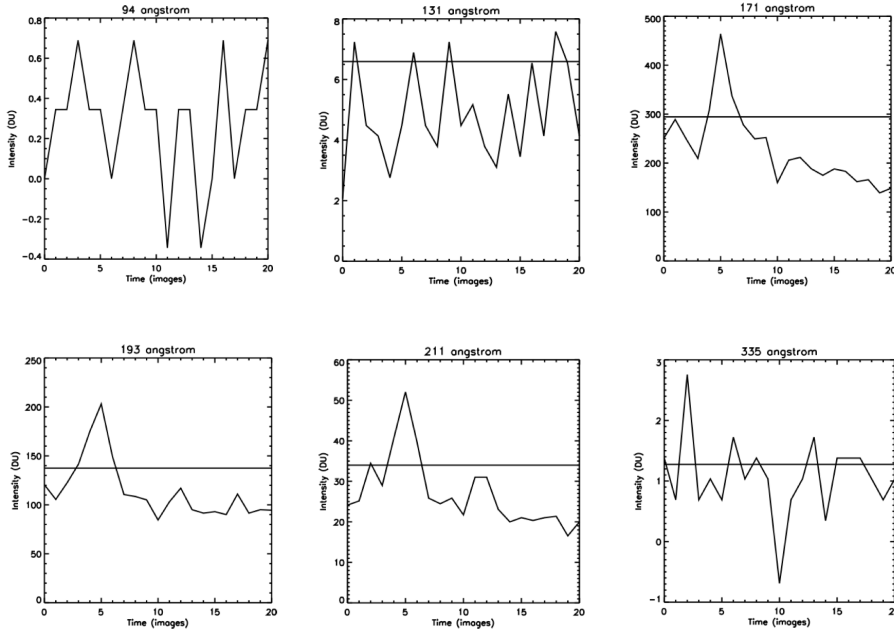 94 angstrom
0.8
0.6
0.4
0.2
0.0
−0.2
−0.4
Intensity (DU)
0 5 10 15 20
Time (images)
131 angstrom
8
6
4
2
0
Intensity (DU)
0 5 10 15 20
Time (images)
171 angstrom
500
400
300
200
100
0
Intensity (DU)
0 5 10 15 20
Time (images)
193 angstrom
250
200
150
100
50
0
Intensity (DU)
0 5 10 15 20
Time (images)
211 angstrom
60
50
40
30
20
10
0
Intensity (DU)
0 5 10 15 20
Time (images)
335 angstrom
3
2
1
0
−1
Intensity (DU)
0 5 10 15 20
Time (images)